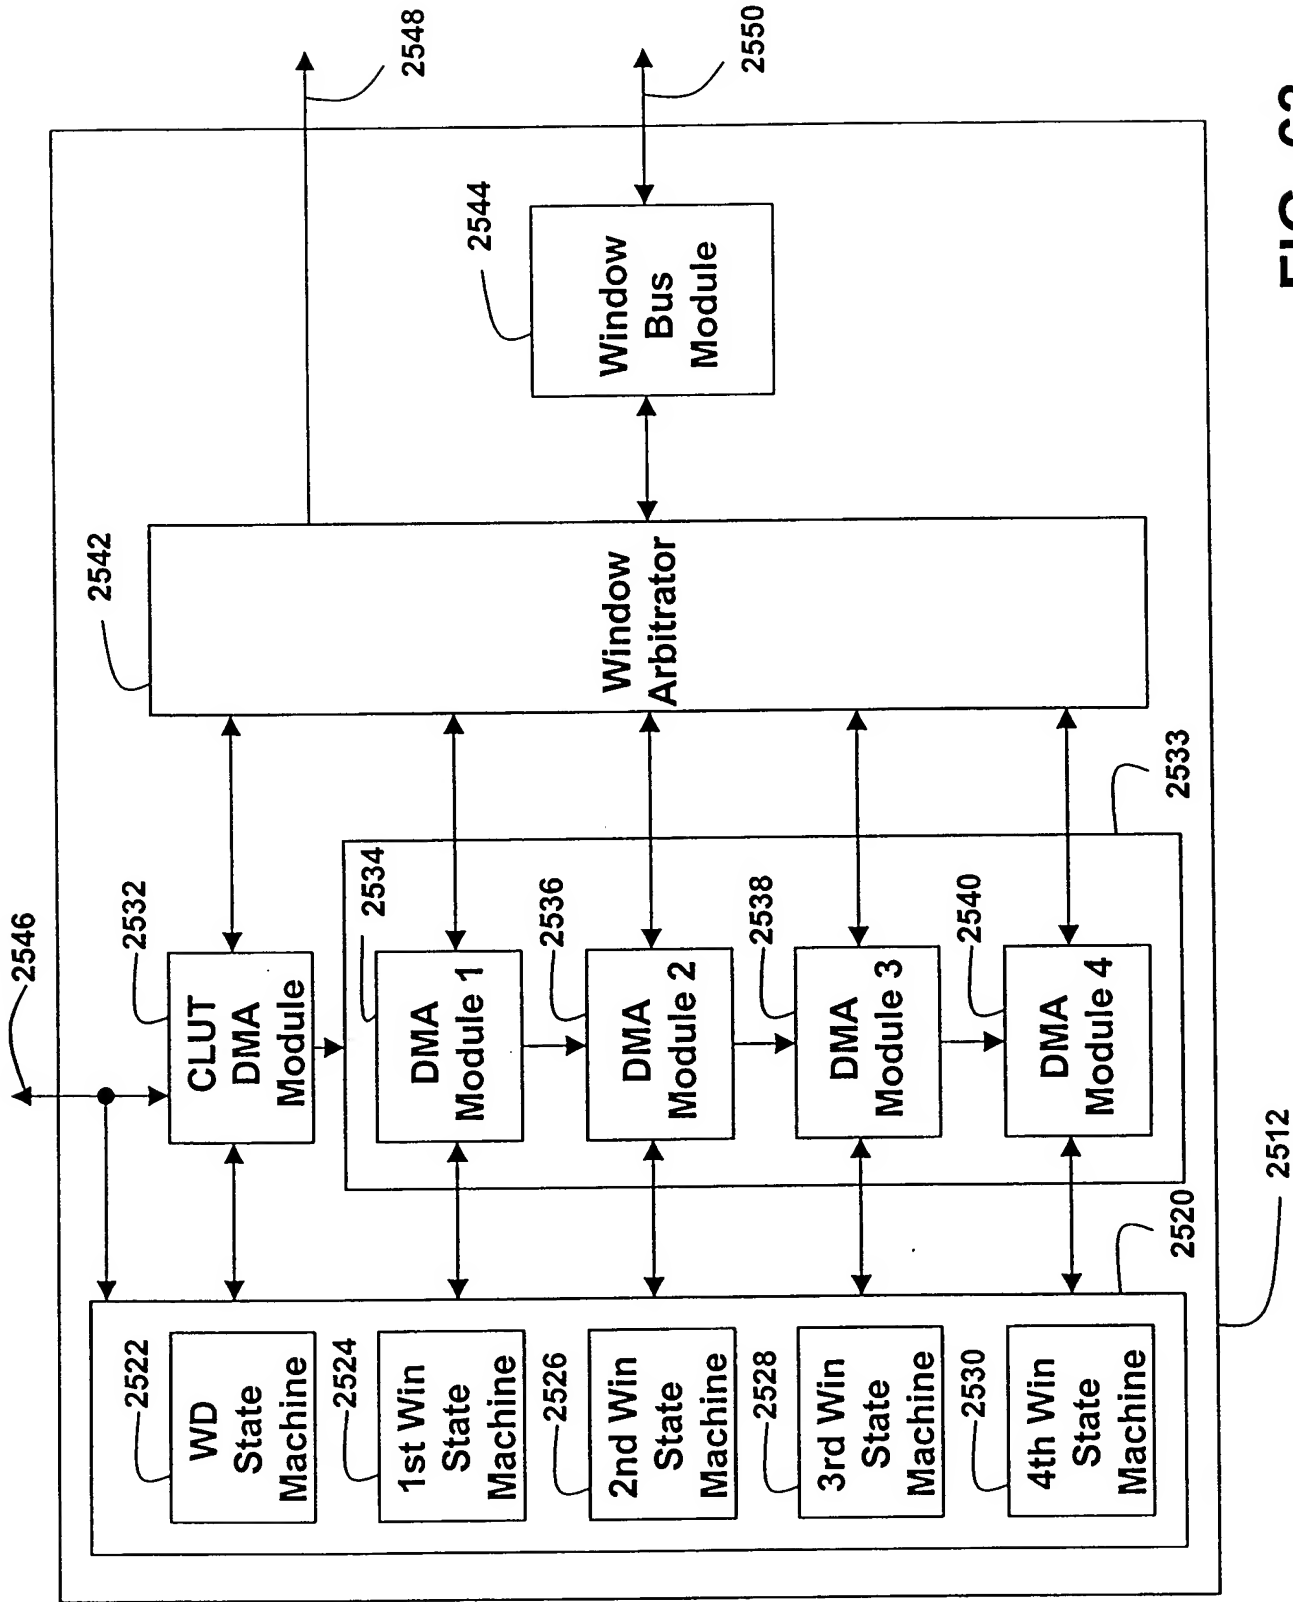 2546
2522
WD
State
Machine
2532
CLUT
DMA
Module
2542
2548
2524
1st Win
State
Machine
2534
DMA
Module 1
2526
2nd Win
State
Machine
2536
DMA
Module 2
Window
Arbitrator
2544
Window
Bus
Module
2550
2528
3rd Win
State
Machine
2538
DMA
Module 3
2530
4th Win
State
Machine
2540
DMA
Module 4
2520
2533
2512
FIG